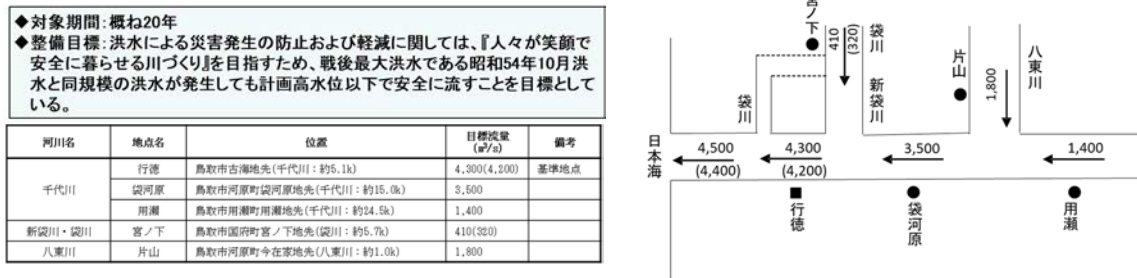 ◆対象期間:概ね20年
◆整備目標:洪水による災害発生の防止および軽減に関しては、『人々が笑顔で
安全に暮らせる川づくり』を目指すため、戦後最大洪水である昭和54年10月洪
水と同規模の洪水が発生しても計画高水位以下で安全に流すことを目標として
いる。
河川名 地点名 位置 目標流量(m³/s) 備考
千代川 行徳 鳥取市古海地先(千代川:約5.1k) 4,300(4,200) 基準地点
袋河原 鳥取市河原町袋河原地先(千代川:約15.0k) 3,500
用瀬 鳥取市用瀬町用瀬地先(千代川:約24.5k) 1,400
新袋川・袋川 宮ノ下 鳥取市国府町宮ノ下地先(袋川:約5.7k) 410(320)
八東川 片山 鳥取市河原町今在家地先(八東川:約1.0k) 1,800
宮ノ下
410
(320)
袋川
新袋川
片山
1,800
八東川
袋川
日本海
4,500
(4,400)
4,300
(4,200)
3,500
1,400
行徳
袋河原
用瀬